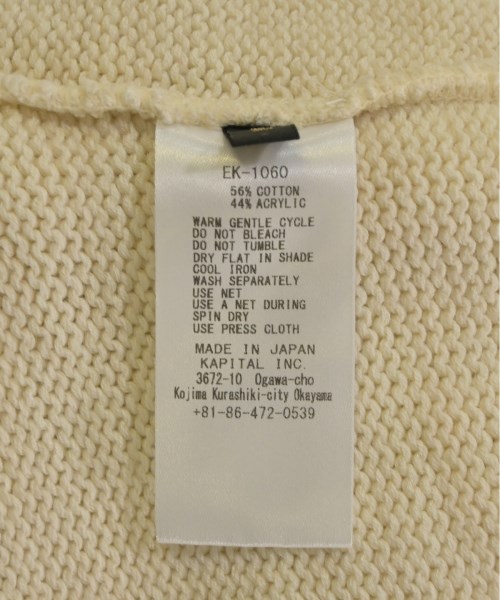 EK-1060
56% COTTON
44% ACRYLIC
WARM GENTLE CYCLE
DO NOT BLEACH
DO NOT TUMBLE
DRY FLAT IN SHADE
COOL IRON
WASH SEPARATELY
USE NET
USE A NET DURING
SPIN DRY
USE PRESS CLOTH
MADE IN JAPAN
KAPITAL INC.
3672-10 Ogawa-cho
Kojima Kurashiki-city Okayama
+81-86-472-0539